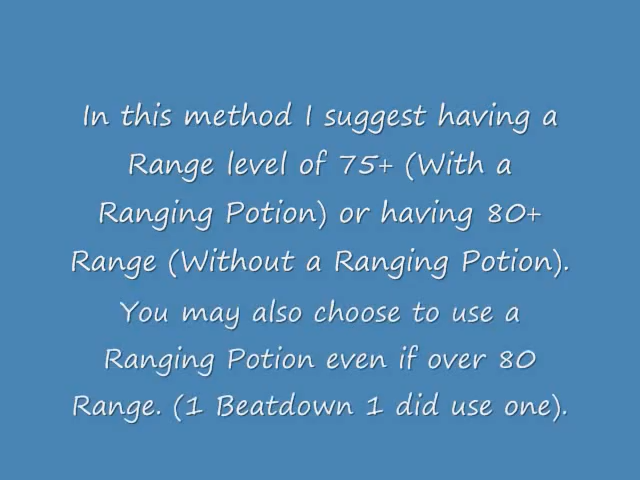 In this method I suggest having a
Range level of 75+ (With a
Ranging Potion) or having 80+
Range (Without a Ranging Potion).
You may also choose to use a
Ranging Potion even if over 80
Range. (1 Beatdown 1 did use one).